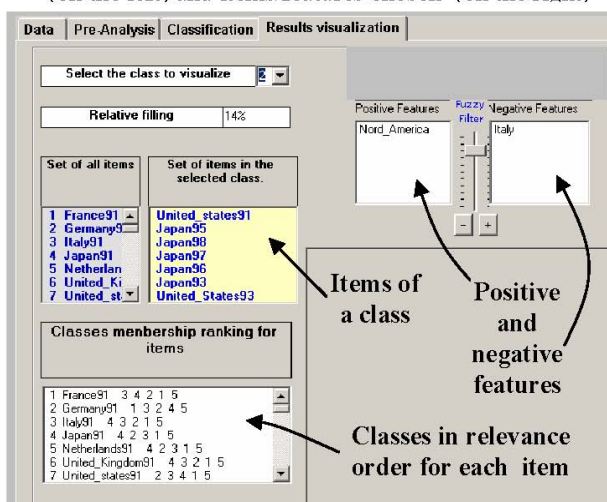 Data Pre-Analysis Classification Results visualization
Select the class to visualize 2
Relative filling 14%
Positive Features
Fuzzy Filter
Negative Features
Nord_America
Italy
- +
Set of all items
Set of items in the selected class.
1 France91
2 Germany9
3 Italy91
4 Japan91
5 Netherlan
6 United_Ki
7 United_st
United_states91
Japan95
Japan98
Japan97
Japan96
Japan93
United_States93
Items of
a class
Positive
and
negative
features
Classes menbership ranking for
items
1 France91 3 4 2 1 5
2 Germany91 1 3 2 4 5
3 Italy91 4 3 2 1 5
4 Japan91 4 2 3 1 5
5 Netherlands91 4 2 3 1 5
6 United_Kingdom91 4 3 2 1 5
7 United_states91 2 3 4 1 5
Classes in relevance
order for each item